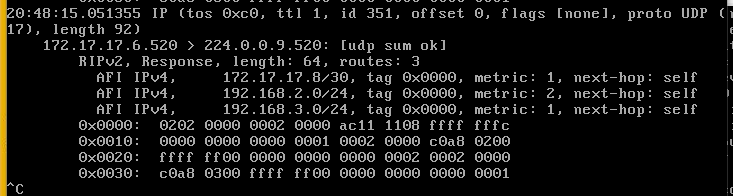 20:48:15.051355 IP (tos 0xc0, ttl 1, id 351, offset 0, flags [none], proto UDP (
17), length 92)
    172.17.17.6.520 > 224.0.0.9.520: [udp sum ok]
        RIPv2, Response, length: 64, routes: 3
          AFI IPv4,     172.17.17.8/30, tag 0x0000, metric: 1, next-hop: self
          AFI IPv4,     192.168.2.0/24, tag 0x0000, metric: 2, next-hop: self
          AFI IPv4,     192.168.3.0/24, tag 0x0000, metric: 1, next-hop: self
        0x0000:  0202 0000 0002 0000 ac11 1108 ffff fffc
        0x0010:  0000 0000 0000 0001 0002 0000 c0a8 0200
        0x0020:  ffff ff00 0000 0000 0000 0002 0002 0000
        0x0030:  c0a8 0300 ffff ff00 0000 0000 0000 0001
^C